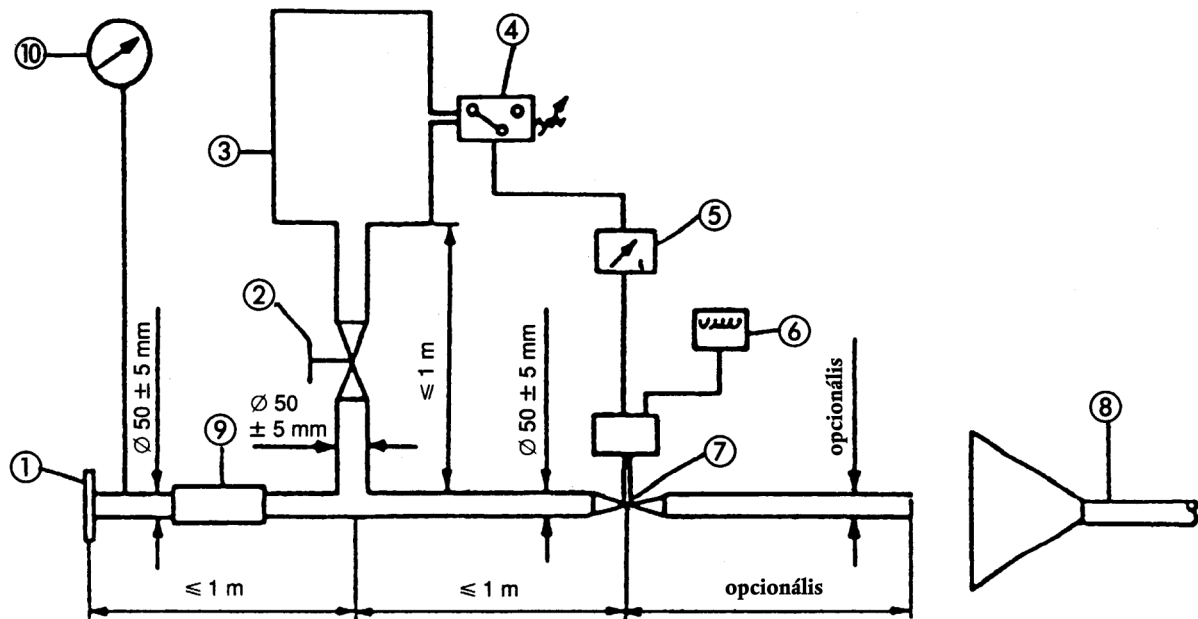 ⑩
④
③
⑤
②
⑥
Ø 50 ± 5 mm
Ø 50
± 5 mm
≤ 1 m
Ø 50 ± 5 mm
opcionális
⑧
⑨
⑦
①
≤ 1 m
≤ 1 m
opcionális